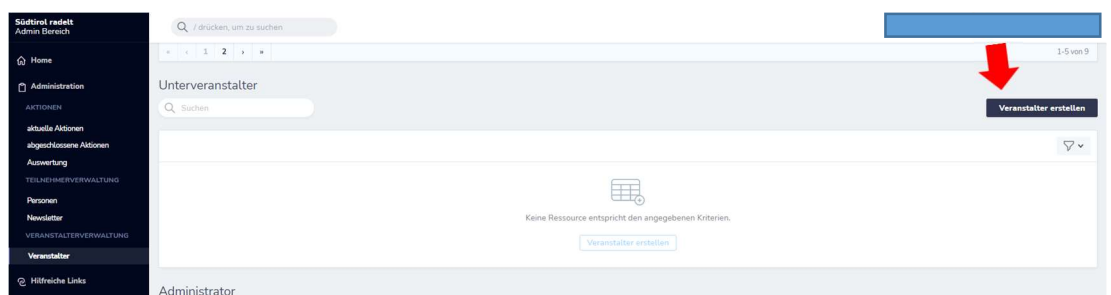 Südtirol radelt
Admin Bereich
/ drücken, um zu suchen
Home
Administration
AKTIONEN
aktuelle Aktionen
abgeschlossene Aktionen
Auswertung
TEILNEHMERVERWALTUNG
Personen
Newsletter
VERANSTALTERVERWALTUNG
Veranstalter
Hilfreiche Links
« ‹ 1 2 › »
1-5 von 9
Unterveranstalter
Suchen
Veranstalter erstellen
Keine Ressource entspricht den angegebenen Kriterien.
Veranstalter erstellen
Administrator